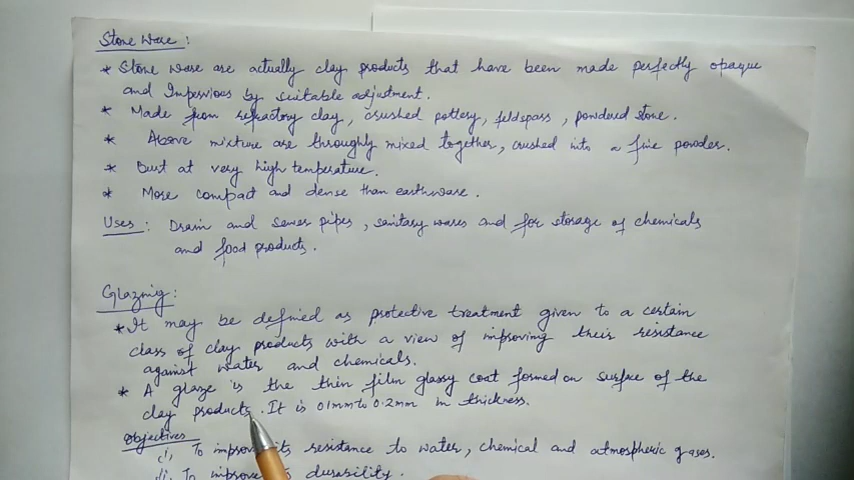 Stone Ware :
* Stone ware are actually clay products that have been made perfectly opaque
and Impervious by suitable adjustment.
* Made from refractory clay, crushed pottery, feldspass, powdered stone.
* Above mixture are throughly mixed together, crushed into a fine powder.
* Burt at very high temperature.
* More compact and dense than earthware.
Uses : Drain and sewer pipes, sanitary wares and for storage of chemicals
and food products.
Glazing :
* It may be defined as protective treatment given to a certain
class of clay products with a view of improving their resistance
against water and chemicals.
* A glaze is the thin film glassy coat formed on surface of the
clay products. It is 01mm to 0.2mm in thickness.
Objectives
(i) To improve its resistance to water, chemical and atmospheric gases.
To improve durability.